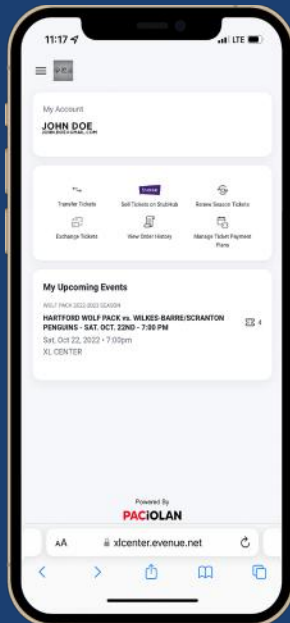 11:17
LTE
My Account
JOHN DOE
Transfer Tickets
Sell Tickets on StubHub
Renew Season Tickets
Exchange Tickets
View Order History
Manage Ticket Payment
Plans
My Upcoming Events
WOLF PACK 2022-2023 SEASON
HARTFORD WOLF PACK vs. WILKES-BARRE/SCRANTON
PENGUINS - SAT. OCT. 22ND - 7:00 PM
4
Sat, Oct 22, 2022 • 7:00pm
XL CENTER
Powered By
PACiOLAN
AA
xlcenter.evenue.net